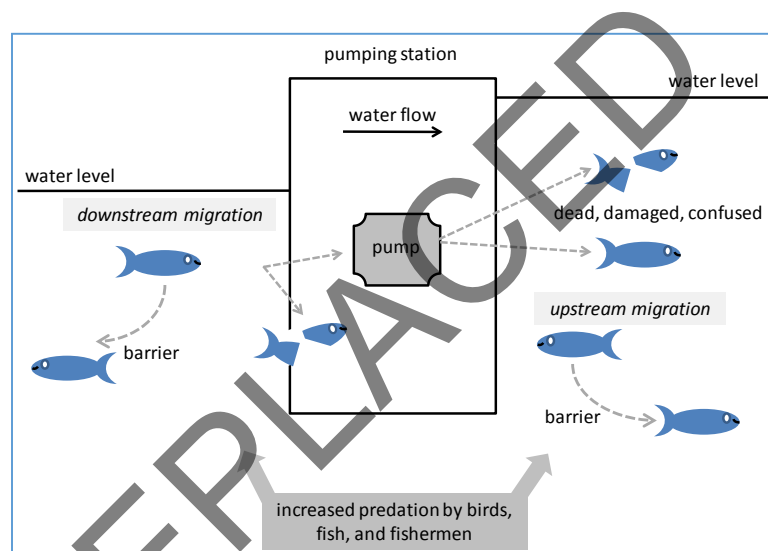 pumping station
water level
water flow
water level
downstream migration
dead, damaged, confused
pump
upstream migration
barrier
barrier
increased predation by birds,
fish, and fishermen
EPLACED